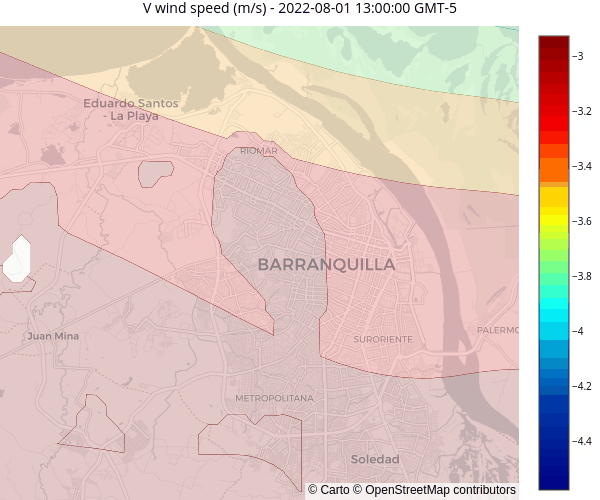 V wind speed (m/s) - 2022-08-01 13:00:00 GMT-5
−3
Eduardo Santos
- La Playa
−3.2
RIOMAR
−3.4
−3.6
BARRANQUILLA
−3.8
Juan Mina
SURORIENTE
PALERMO
−4
METROPOLITANA
−4.2
Soledad
−4.4
© Carto © OpenStreetMap contributors